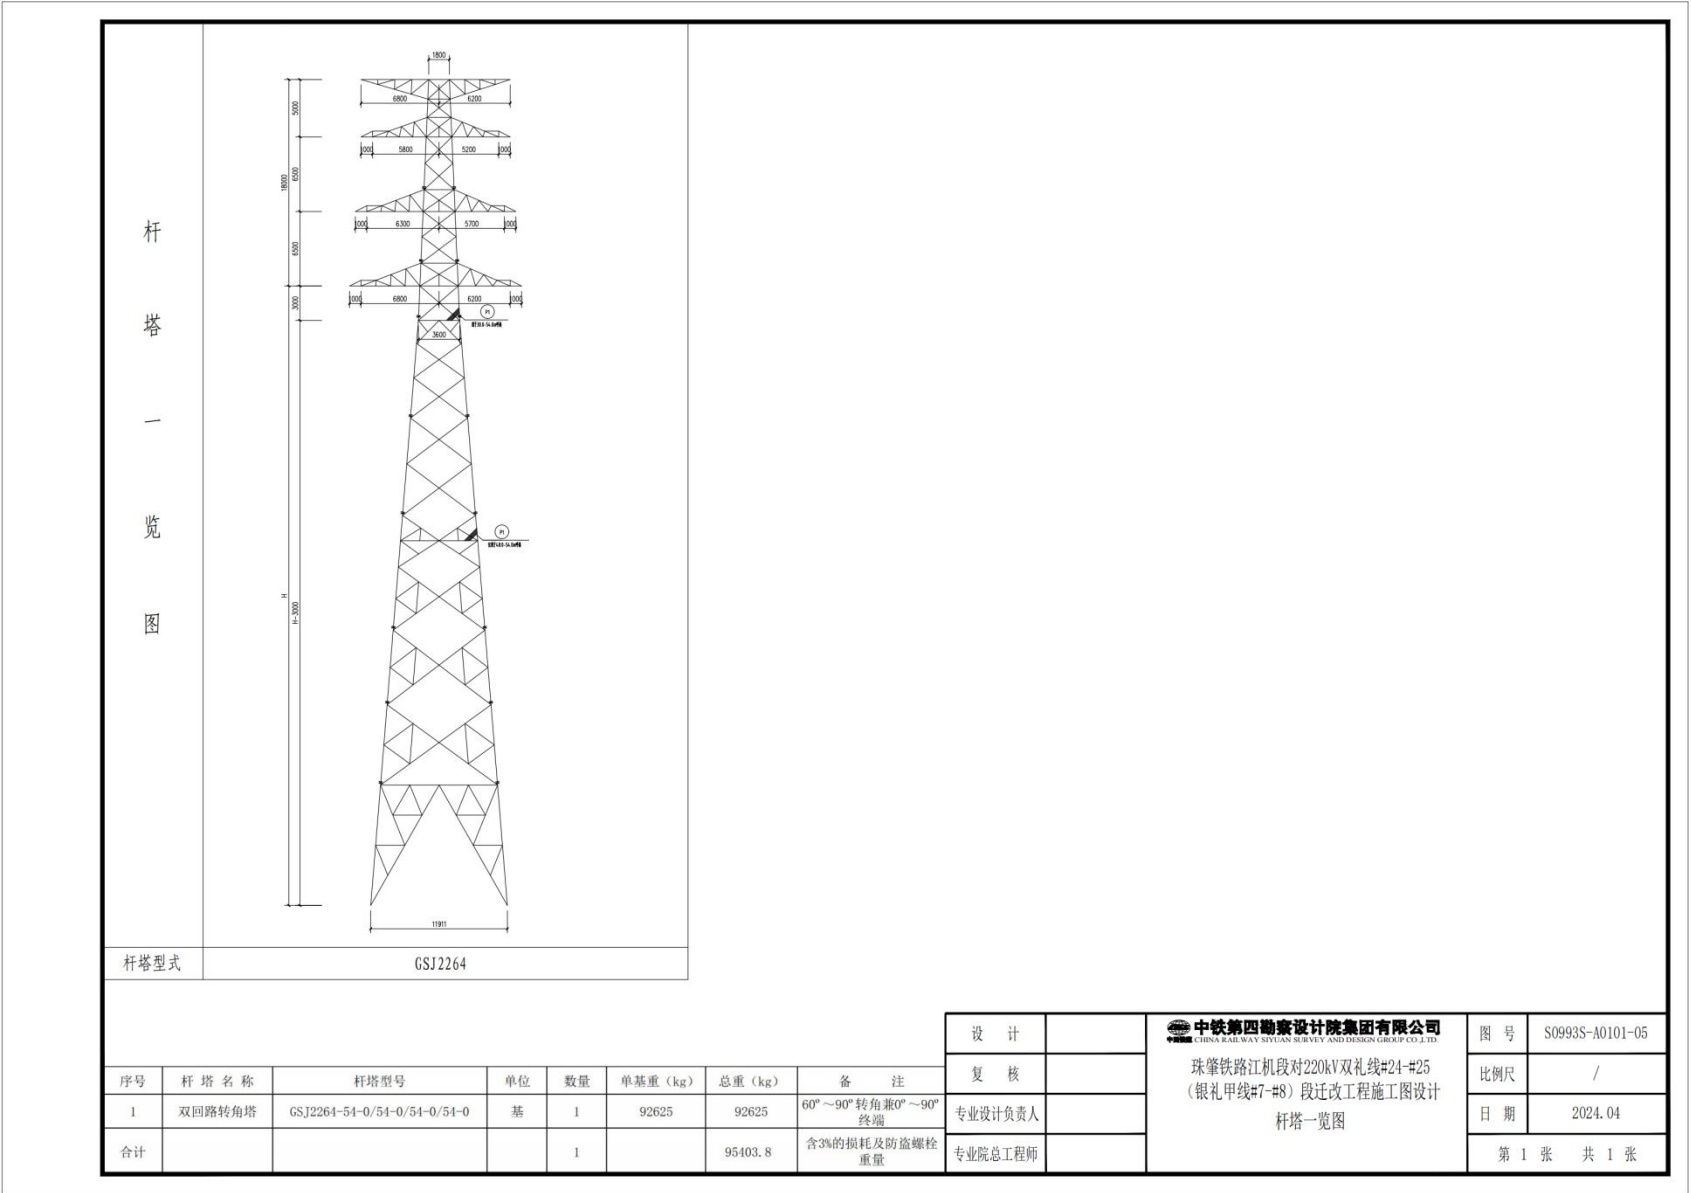 杆塔一览图
1800
6800 6200
5000
1000 5800 5200 1000
6500
18000
1000 6300 5700 1000
6500
1000 6800 6200 1000
3000
P1
3600
P1
H
H-3000
11911
杆塔型式 GSJ2264
序号 杆塔名称 杆塔型号 单位 数量 单基重（kg） 总重（kg） 备 注
1 双回路转角塔 GSJ2264-54-0/54-0/54-0/54-0 基 1 92625 92625 60°～90°转角兼0°～90°
终端
合计 1 95403.8 含3%的损耗及防盗螺栓
重量
设 计
复 核
专业设计负责人
专业院总工程师
中铁第四勘察设计院集团有限公司
CHINA RAILWAY SIYUAN SURVEY AND DESIGN GROUP CO.,LTD.
珠肇铁路江机段对220kV双礼线#24-#25
（银礼甲线#7-#8）段迁改工程施工图设计
杆塔一览图
图 号 S0993S-A0101-05
比例尺 /
日 期 2024.04
第 1 张 共 1 张